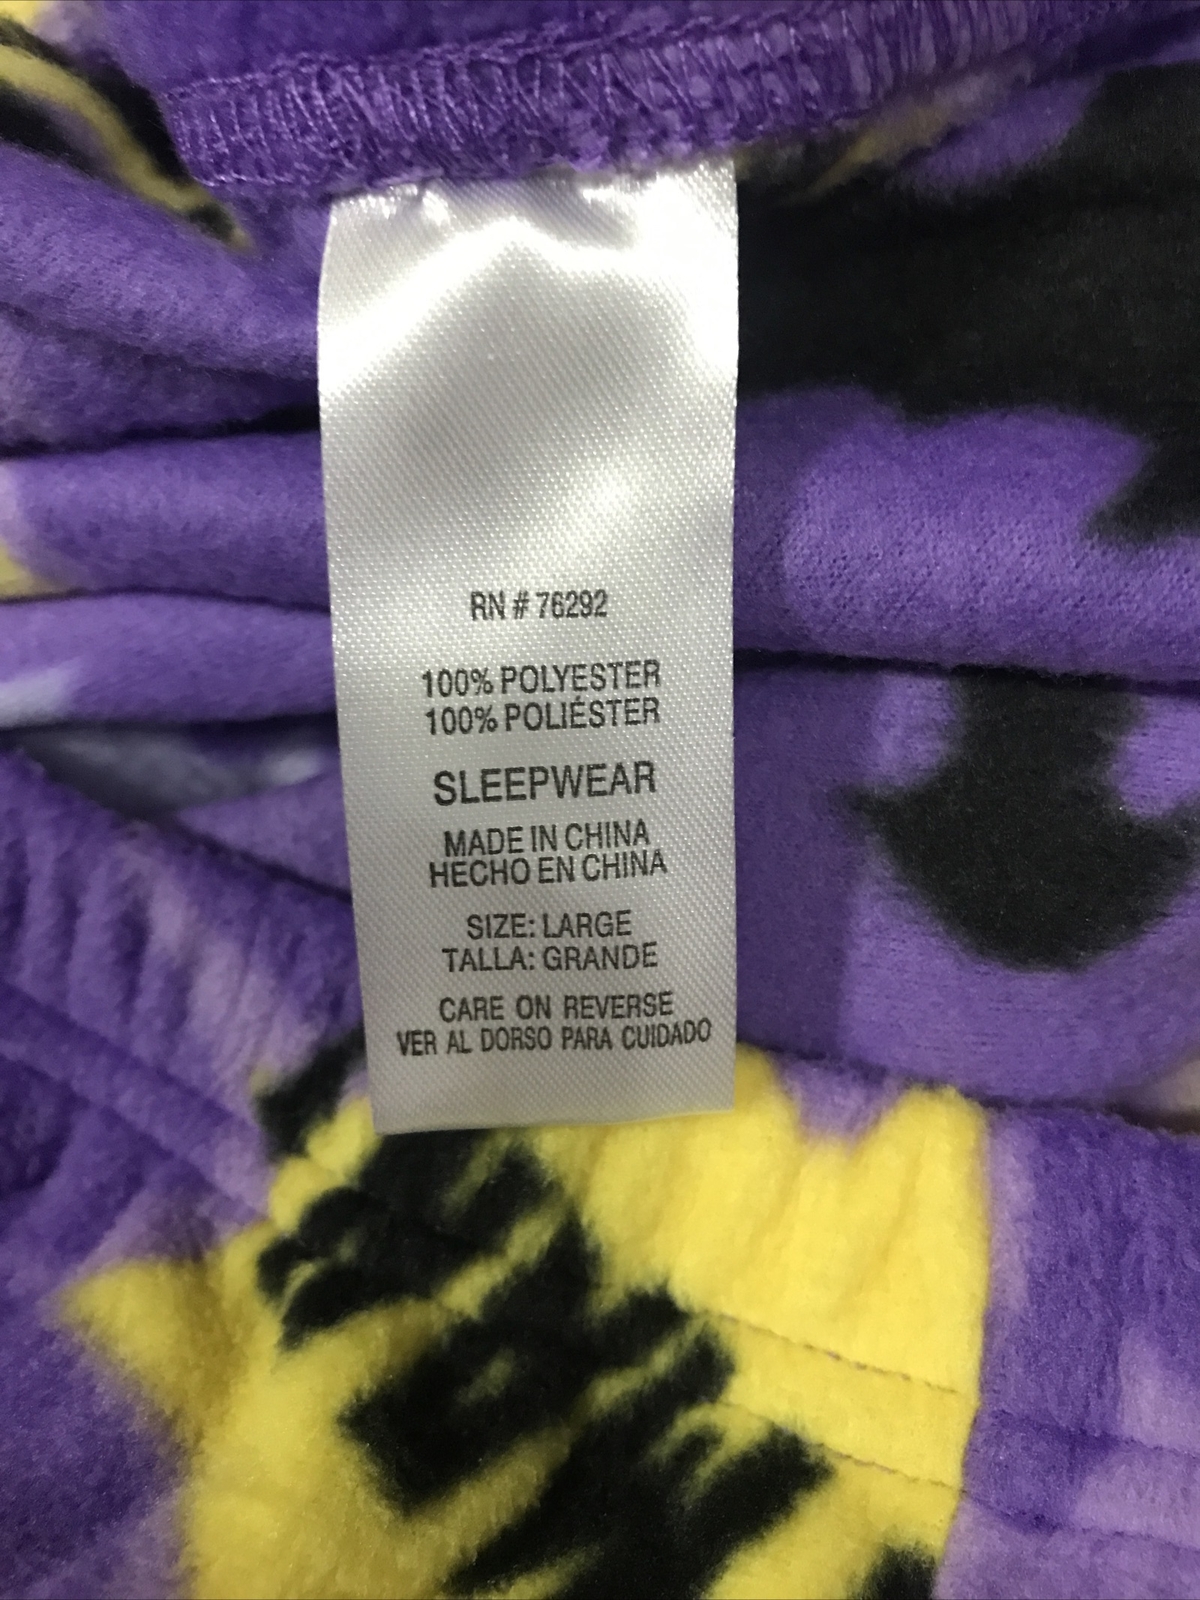 RN # 76292
100% POLYESTER
100% POLIÉSTER
SLEEPWEAR
MADE IN CHINA
HECHO EN CHINA
SIZE: LARGE
TALLA: GRANDE
CARE ON REVERSE
VER AL DORSO PARA CUIDADO